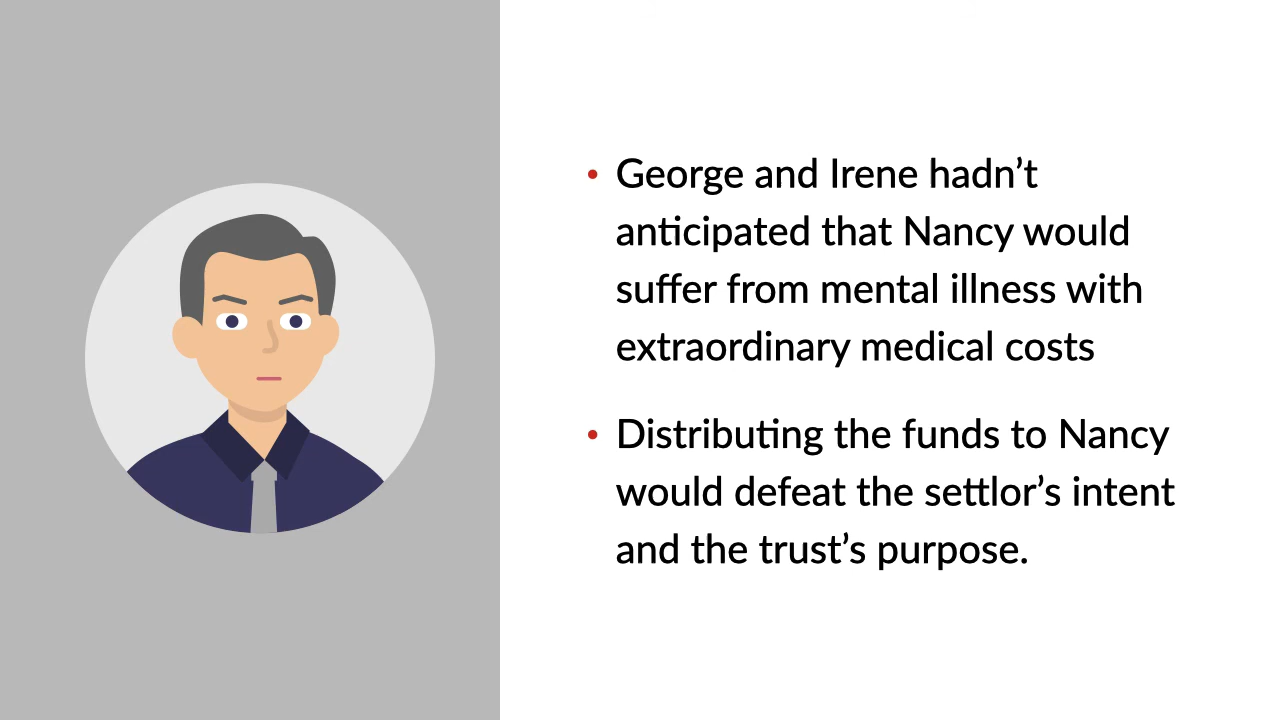 • George and Irene hadn’t
anticipated that Nancy would
suffer from mental illness with
extraordinary medical costs
• Distributing the funds to Nancy
would defeat the settlor’s intent
and the trust’s purpose.